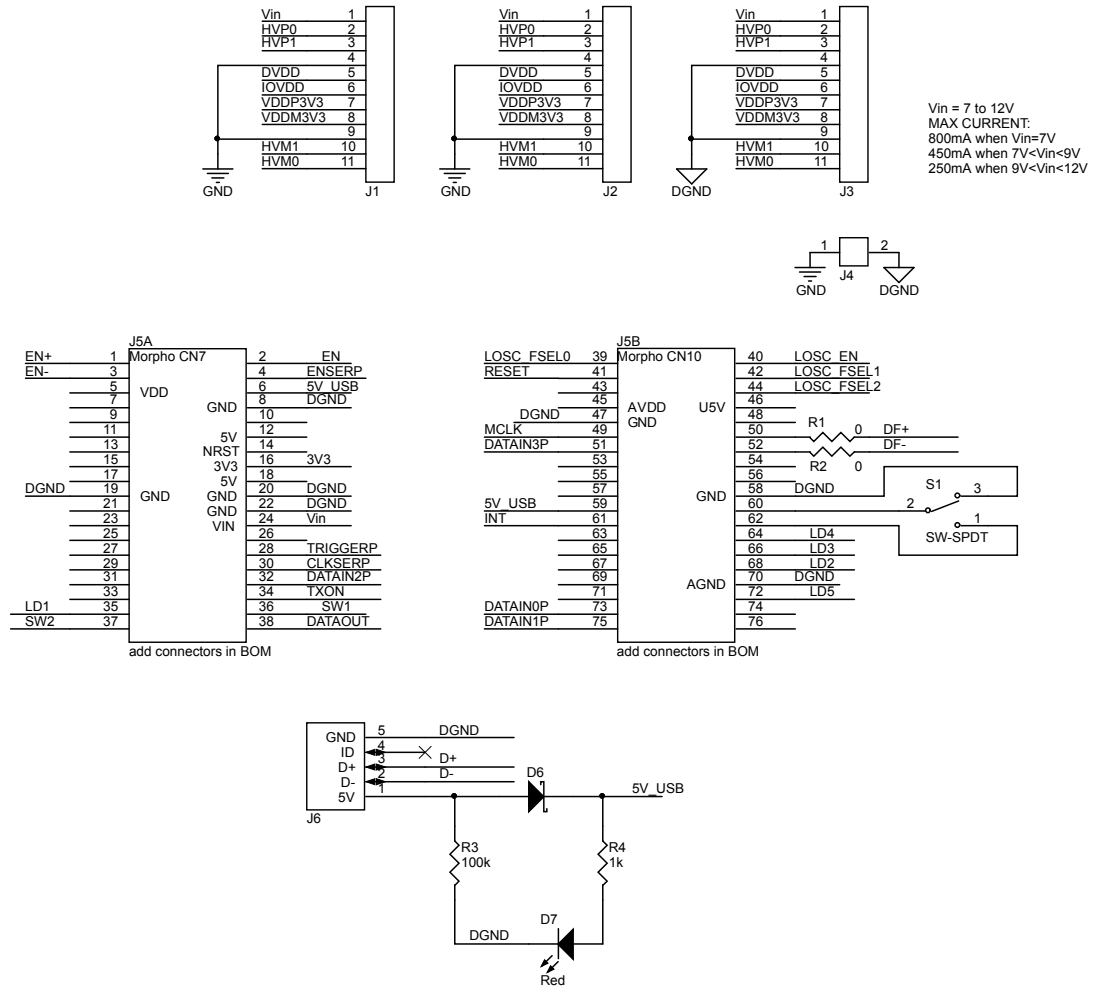 Vin 1
HVP0 2
HVP1 3
4
DVDD 5
IOVDD 6
VDDP3V3 7
VDDM3V3 8
9
HVM1 10
HVM0 11
GND
J1
Vin 1
HVP0 2
HVP1 3
4
DVDD 5
IOVDD 6
VDDP3V3 7
VDDM3V3 8
9
HVM1 10
HVM0 11
GND
J2
Vin 1
HVP0 2
HVP1 3
4
DVDD 5
IOVDD 6
VDDP3V3 7
VDDM3V3 8
9
HVM1 10
HVM0 11
DGND
J3
Vin = 7 to 12V
MAX CURRENT:
800mA when Vin=7V
450mA when 7V<Vin<9V
250mA when 9V<Vin<12V
1 2
J4
GND DGND
J5A
EN+ 1 Morpho CN7 2 EN
EN- 3 4 ENSERP
5 VDD 6 5V_USB
7 GND 8 DGND
9 10
11 5V 12
13 NRST 14
15 3V3 16 3V3
17 5V 18
DGND 19 GND GND 20 DGND
21 GND 22 DGND
23 VIN 24 Vin
25 26
27 28 TRIGGERP
29 30 CLKSERP
31 32 DATAIN2P
33 34 TXON
LD1 35 36 SW1
SW2 37 38 DATAOUT
add connectors in BOM
J5B
LOSC_FSEL0 39 Morpho CN10 40 LOSC_EN
RESET 41 42 LOSC_FSEL1
43 44 LOSC_FSEL2
45 AVDD U5V 46
DGND 47 GND 48
MCLK 49 50 R1 0 DF+
DATAIN3P 51 52 R2 0 DF-
53 54
55 56
57 GND 58 DGND
5V_USB 59 60
INT 61 62
63 64 LD4
65 66 LD3
67 68 LD2
69 AGND 70 DGND
71 72 LD5
DATAIN0P 73 74
DATAIN1P 75 76
add connectors in BOM
S1
3
2
1
SW-SPDT
GND 5 DGND
ID 4
D+ 3 D+
D- 2 D-
5V 1
J6
D6
5V_USB
R3
100k
R4
1k
D7
DGND
Red